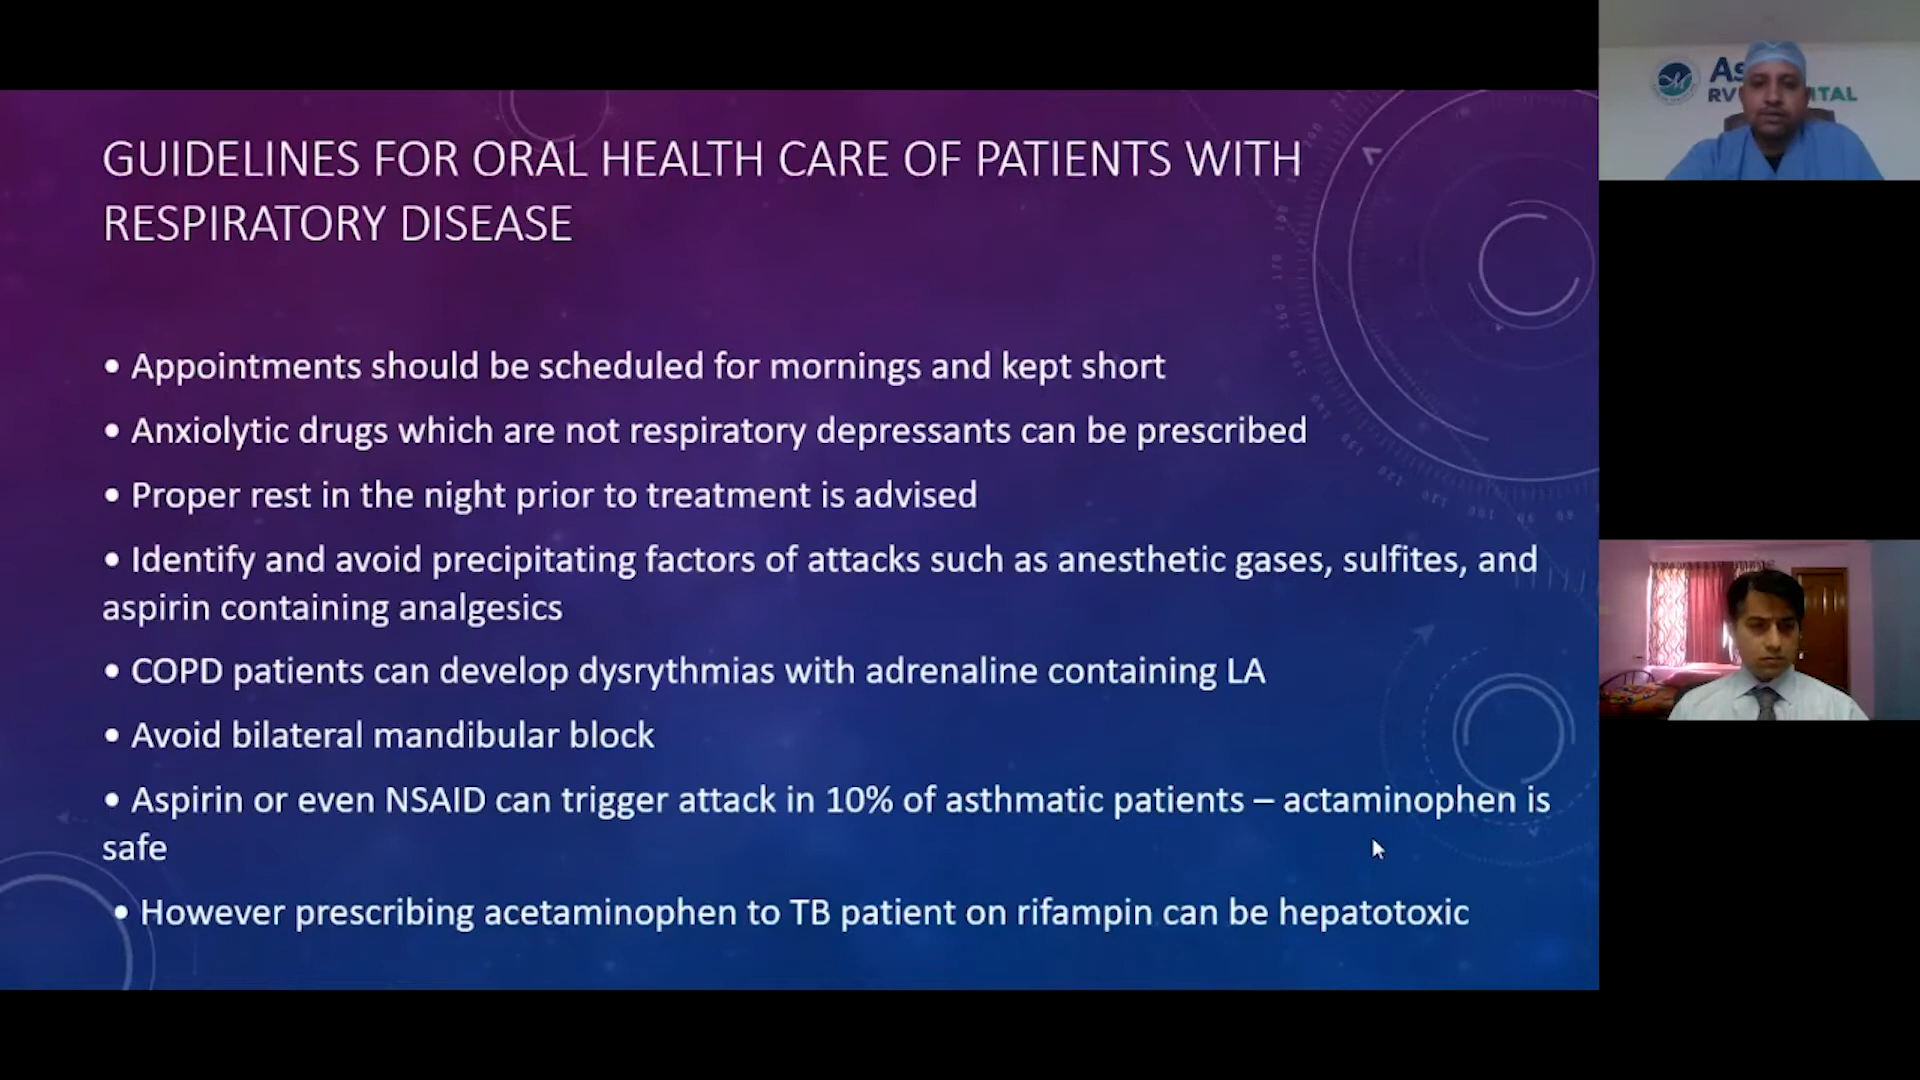 GUIDELINES FOR ORAL HEALTH CARE OF PATIENTS WITH
RESPIRATORY DISEASE
• Appointments should be scheduled for mornings and kept short
• Anxiolytic drugs which are not respiratory depressants can be prescribed
• Proper rest in the night prior to treatment is advised
• Identify and avoid precipitating factors of attacks such as anesthetic gases, sulfites, and
aspirin containing analgesics
• COPD patients can develop dysrythmias with adrenaline containing LA
• Avoid bilateral mandibular block
• Aspirin or even NSAID can trigger attack in 10% of asthmatic patients – actaminophen is
safe
• However prescribing acetaminophen to TB patient on rifampin can be hepatotoxic